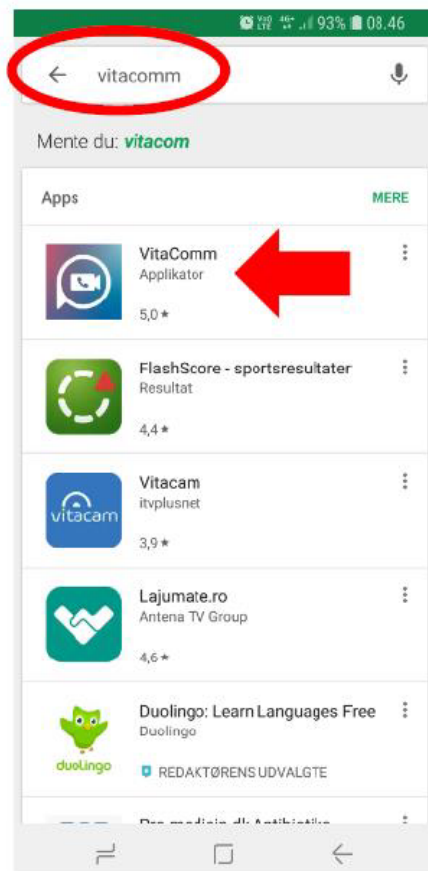 93% 08.46
vitacomm
Mente du: vitacom
Apps MERE
VitaComm
Applikator
5,0 ★
FlashScore - sportsresultater
Resultat
4,4 ★
vitacam
Vitacam
itvplusnet
3,9 ★
Lajumate.ro
Antena TV Group
4,6 ★
duolingo
Duolingo: Learn Languages Free
Duolingo
REDAKTØRENS UDVALGTE